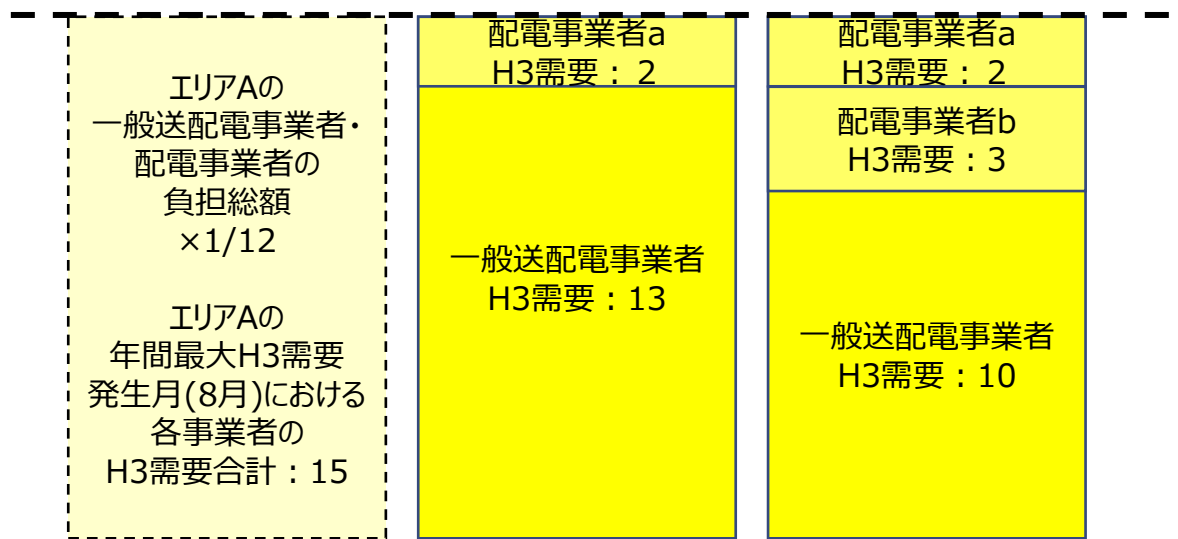 エリアAの
一般送配電事業者・
配電事業者の
負担総額
×1/12
エリアAの
年間最大H3需要
発生月(8月)における
各事業者の
H3需要合計：15
配電事業者a
H3需要： 2
一般送配電事業者
H3需要：13
配電事業者a
H3需要： 2
配電事業者b
H3需要：3
一般送配電事業者
H3需要：10